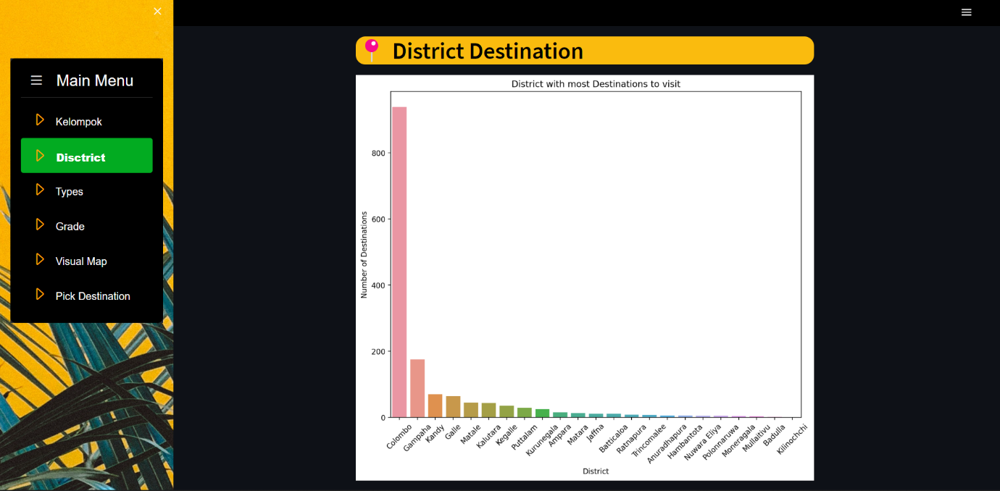 Main Menu
Kelompok
Disctrict
Types
Grade
Visual Map
Pick Destination
District Destination
District with most Destinations to visit
Number of Destinations
800
600
400
200
0
Colombo
Gampaha
Kandy
Galle
Matale
Kalutara
Kegalle
Puttalam
Kurunegala
Ampara
Matara
Jaffna
Batticaloa
Ratnapura
Trincomalee
Anuradhapura
Hambantota
Nuwara Eliya
Polonnaruwa
Moneragala
Mullaitivu
Badulla
Kilinochchi
District